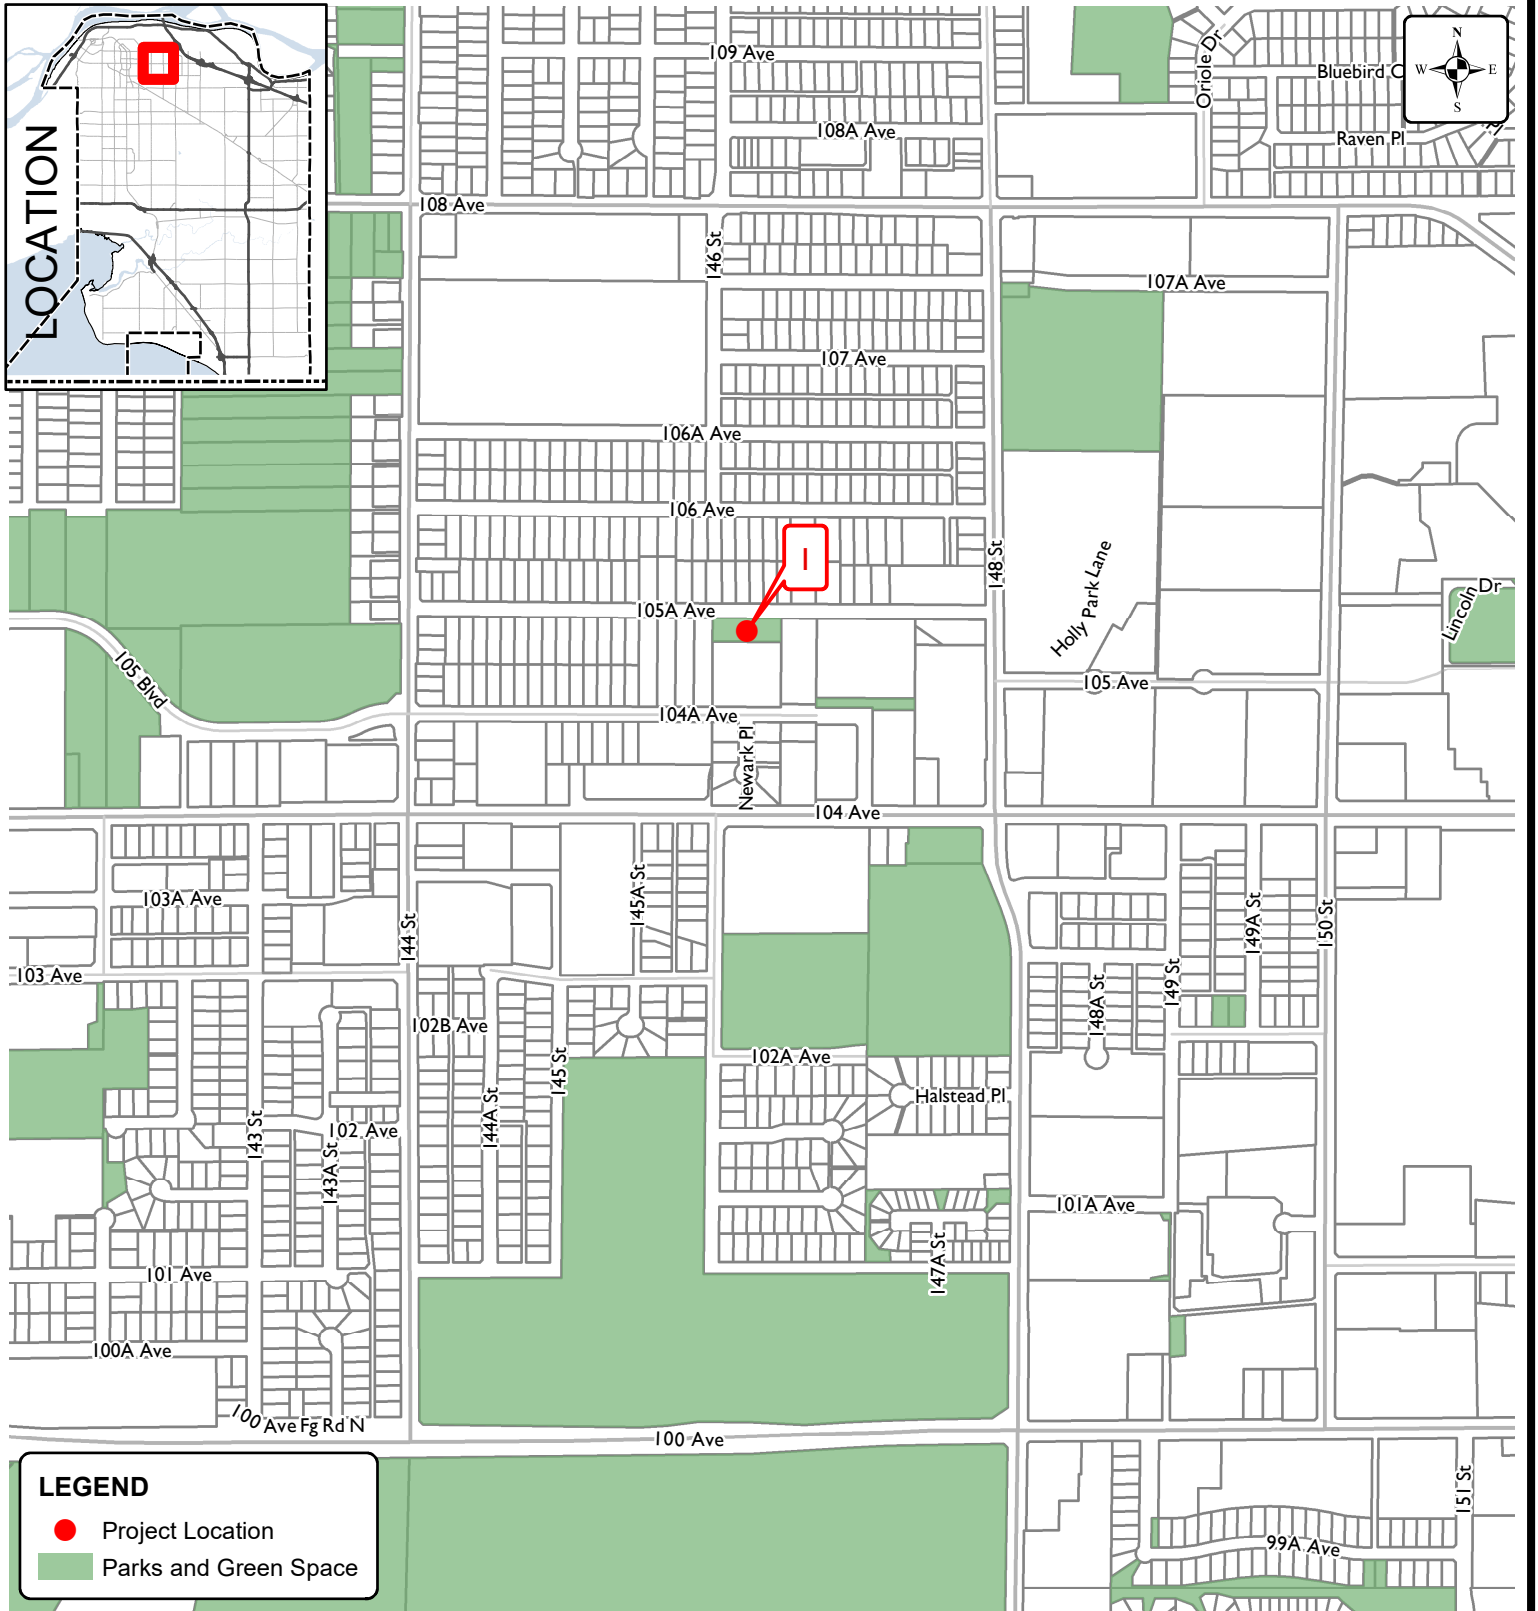 LOCATION
109 Ave
Oriole Dr
Bluebird C
N
W E
S
108A Ave
Raven Pl
Pl
108 Ave
146 St
107A Ave
107 Ave
106A Ave
106 Ave
1
148 St
Holly Park Lane
105A Ave
Lincoln Dr
105 Blvd
105 Ave
104A Ave
Newark Pl
104 Ave
103A Ave
145A St
144 St
149A St
150 St
103 Ave
149 St
148A St
102B Ave
102A Ave
145 St
Halstead Pl
144A St
143 St
102 Ave
143A St
101A Ave
147A St
101 Ave
100A Ave
100 Ave Fg Rd N
100 Ave
LEGEND
Project Location
Parks and Green Space
151 St
99A Ave